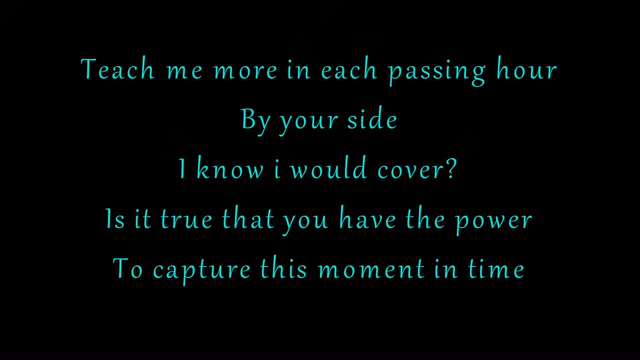 Teach me more in each passing hour
By your side
I know i would cover?
Is it true that you have the power
To capture this moment in time